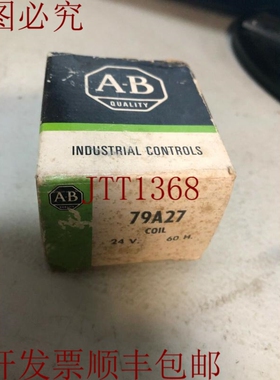 图必究
A-B
QUALITY
INDUSTRIAL CONTROLS
JTT1368
AB
79A27
COIL
24 V. 60 H.
开发票顺丰包邮